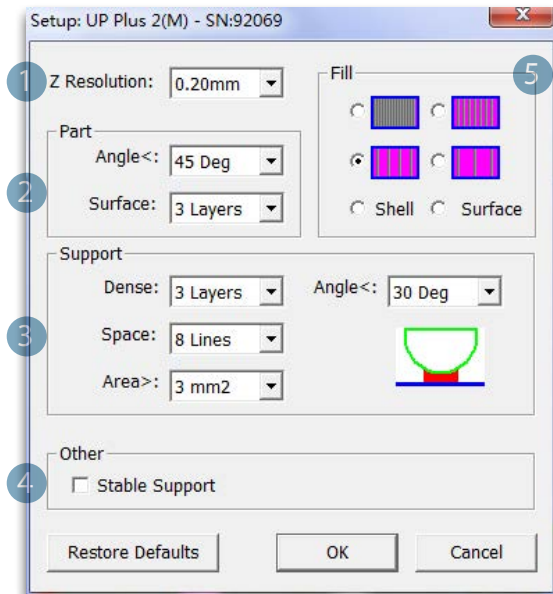 Setup: UP Plus 2(M) - SN:92069
x
1 Z Resolution: 0.20mm
Fill 5
Part
Angle<: 45 Deg
2
Surface: 3 Layers
Shell Surface
Support
Dense: 3 Layers Angle<: 30 Deg
3 Space: 8 Lines
Area>: 3 mm2
Other
4 Stable Support
Restore Defaults OK Cancel